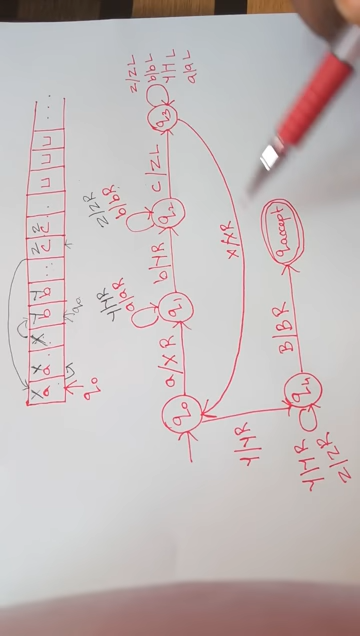 X X Y Y Z Z
a a b b c c ⊔ ⊔ ⊔ ...
q₀
z/zL
b/bL
Y/YL
a/aL
q₃
c/ZL
z/zR
b/bR
q₂
b/YR
Y/YR
a/aR
q₁
a/XR
q₀
X/XR
Y/YR
q₄
Y/YR
Z/ZR
B/BR
q accept